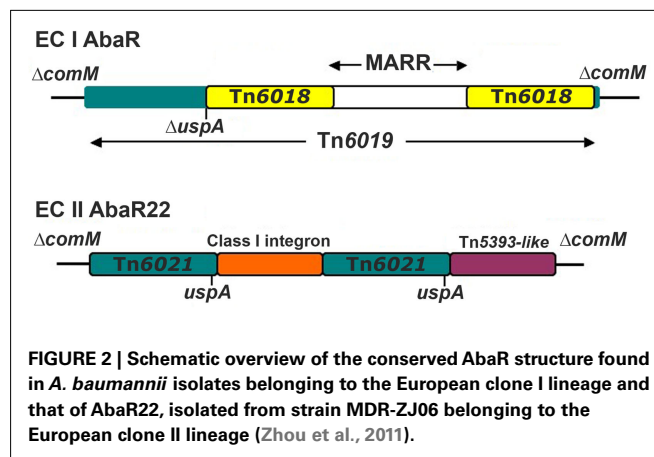 EC I AbaR
ΔcomM MARR ΔcomM
Tn6018 Tn6018
ΔuspA
Tn6019
EC II AbaR22
ΔcomM Class I integron Tn5393-like ΔcomM
Tn6021 Tn6021
uspA uspA
FIGURE 2 | Schematic overview of the conserved AbaR structure found
in A. baumannii isolates belonging to the European clone I lineage and
that of AbaR22, isolated from strain MDR-ZJ06 belonging to the
European clone II lineage (Zhou et al., 2011).